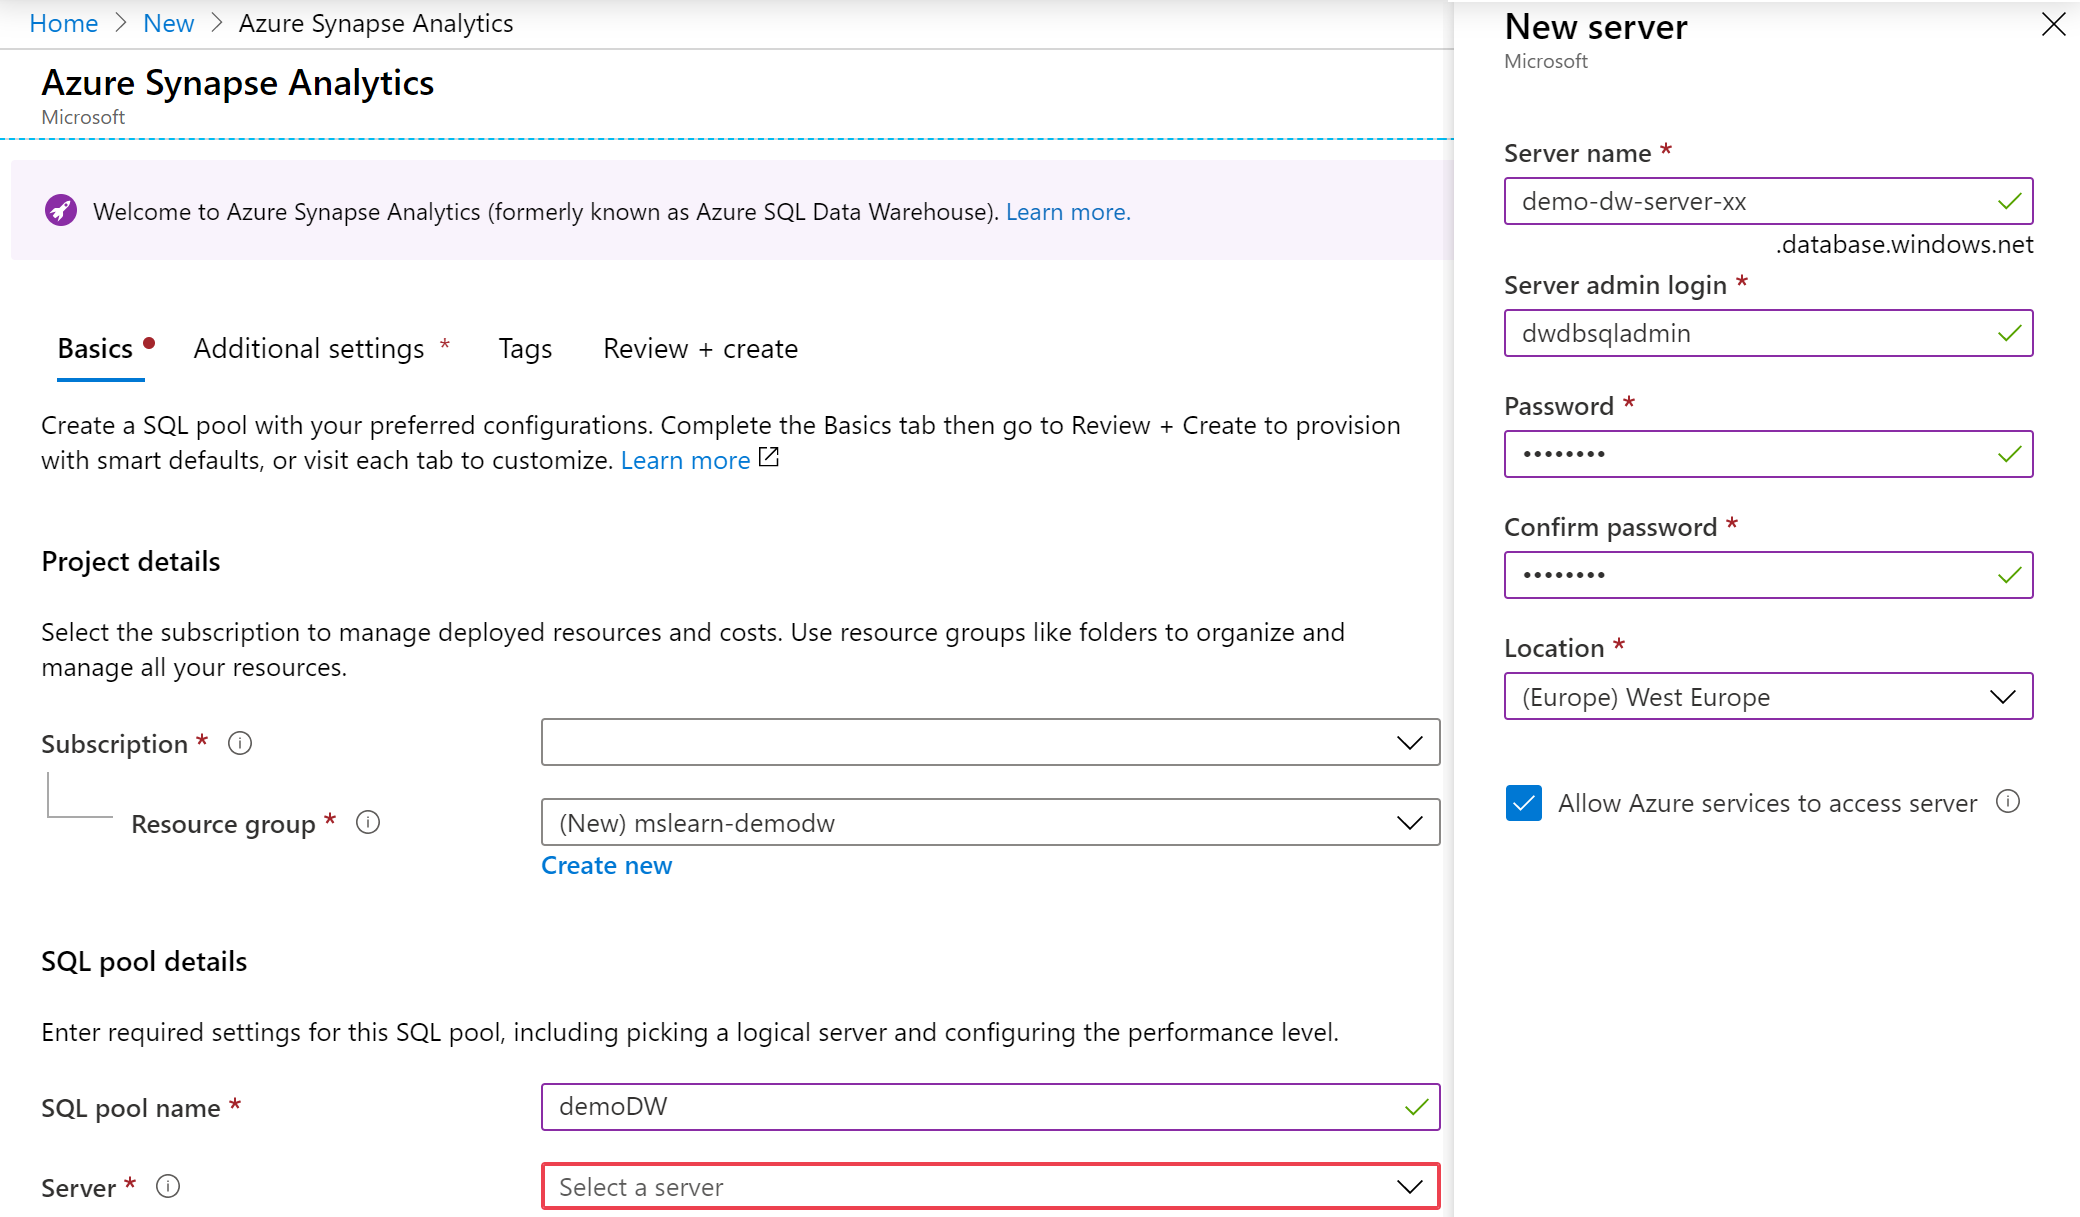 Home > New > Azure Synapse Analytics
Azure Synapse Analytics
Microsoft
Welcome to Azure Synapse Analytics (formerly known as Azure SQL Data Warehouse). Learn more.
Basics Additional settings * Tags Review + create
Create a SQL pool with your preferred configurations. Complete the Basics tab then go to Review + Create to provision
with smart defaults, or visit each tab to customize. Learn more
Project details
Select the subscription to manage deployed resources and costs. Use resource groups like folders to organize and
manage all your resources.
Subscription *
Resource group * (New) mslearn-demodw
Create new
SQL pool details
Enter required settings for this SQL pool, including picking a logical server and configuring the performance level.
SQL pool name * demoDW
Server * Select a server
New server
Microsoft
Server name *
demo-dw-server-xx
.database.windows.net
Server admin login *
dwdbsqladmin
Password *
••••••••
Confirm password *
••••••••
Location *
(Europe) West Europe
Allow Azure services to access server